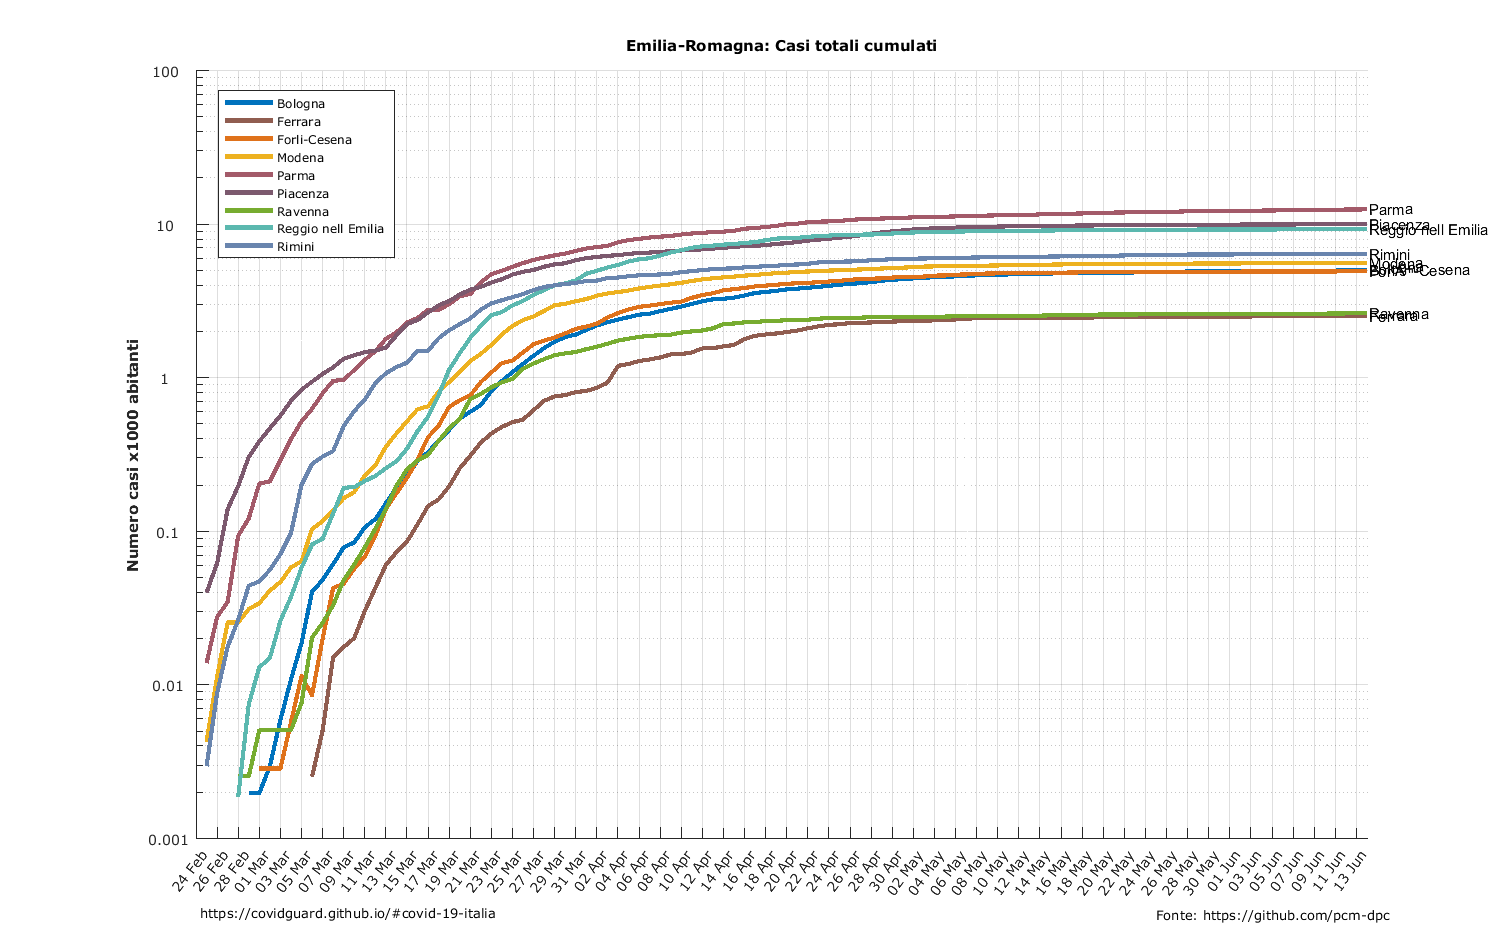 Emilia-Romagna: Casi totali cumulati
100
10
1
0.1
0.01
0.001
Numero casi x1000 abitanti
Bologna
Ferrara
Forli-Cesena
Modena
Parma
Piacenza
Ravenna
Reggio nell Emilia
Rimini
Parma
Piacenza
Reggio nell Emilia
Rimini
Modena
Bologna
Forli-Cesena
Ravenna
Ferrara
24 Feb
26 Feb
28 Feb
01 Mar
03 Mar
05 Mar
07 Mar
09 Mar
11 Mar
13 Mar
15 Mar
17 Mar
19 Mar
21 Mar
23 Mar
25 Mar
27 Mar
29 Mar
31 Mar
02 Apr
04 Apr
06 Apr
08 Apr
10 Apr
12 Apr
14 Apr
16 Apr
18 Apr
20 Apr
22 Apr
24 Apr
26 Apr
28 Apr
30 Apr
02 May
04 May
06 May
08 May
10 May
12 May
14 May
16 May
18 May
20 May
22 May
24 May
26 May
28 May
30 May
01 Jun
03 Jun
05 Jun
07 Jun
09 Jun
11 Jun
13 Jun
https://covidguard.github.io/#covid-19-italia
Fonte: https://github.com/pcm-dpc